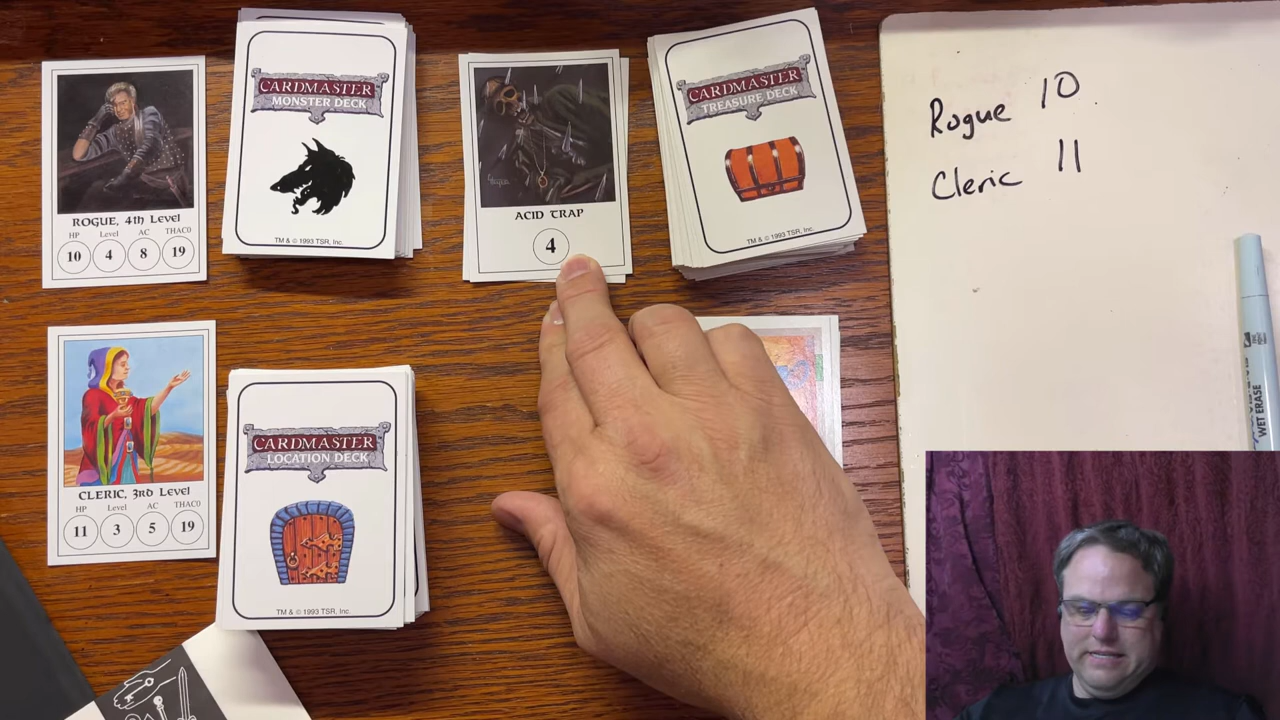 ROGUE, 4th Level
HP Level AC THAC0
10 4 8 19
CARDMASTER
MONSTER DECK
TM & © 1993 TSR, Inc.
ACID TRAP
4
CARDMASTER
TREASURE DECK
TM & © 1993 TSR, Inc.
Rogue 10
Cleric 11
CLERIC, 3rd Level
HP Level AC THAC0
11 3 5 19
CARDMASTER
LOCATION DECK
TM & © 1993 TSR, Inc.
WET ERASE